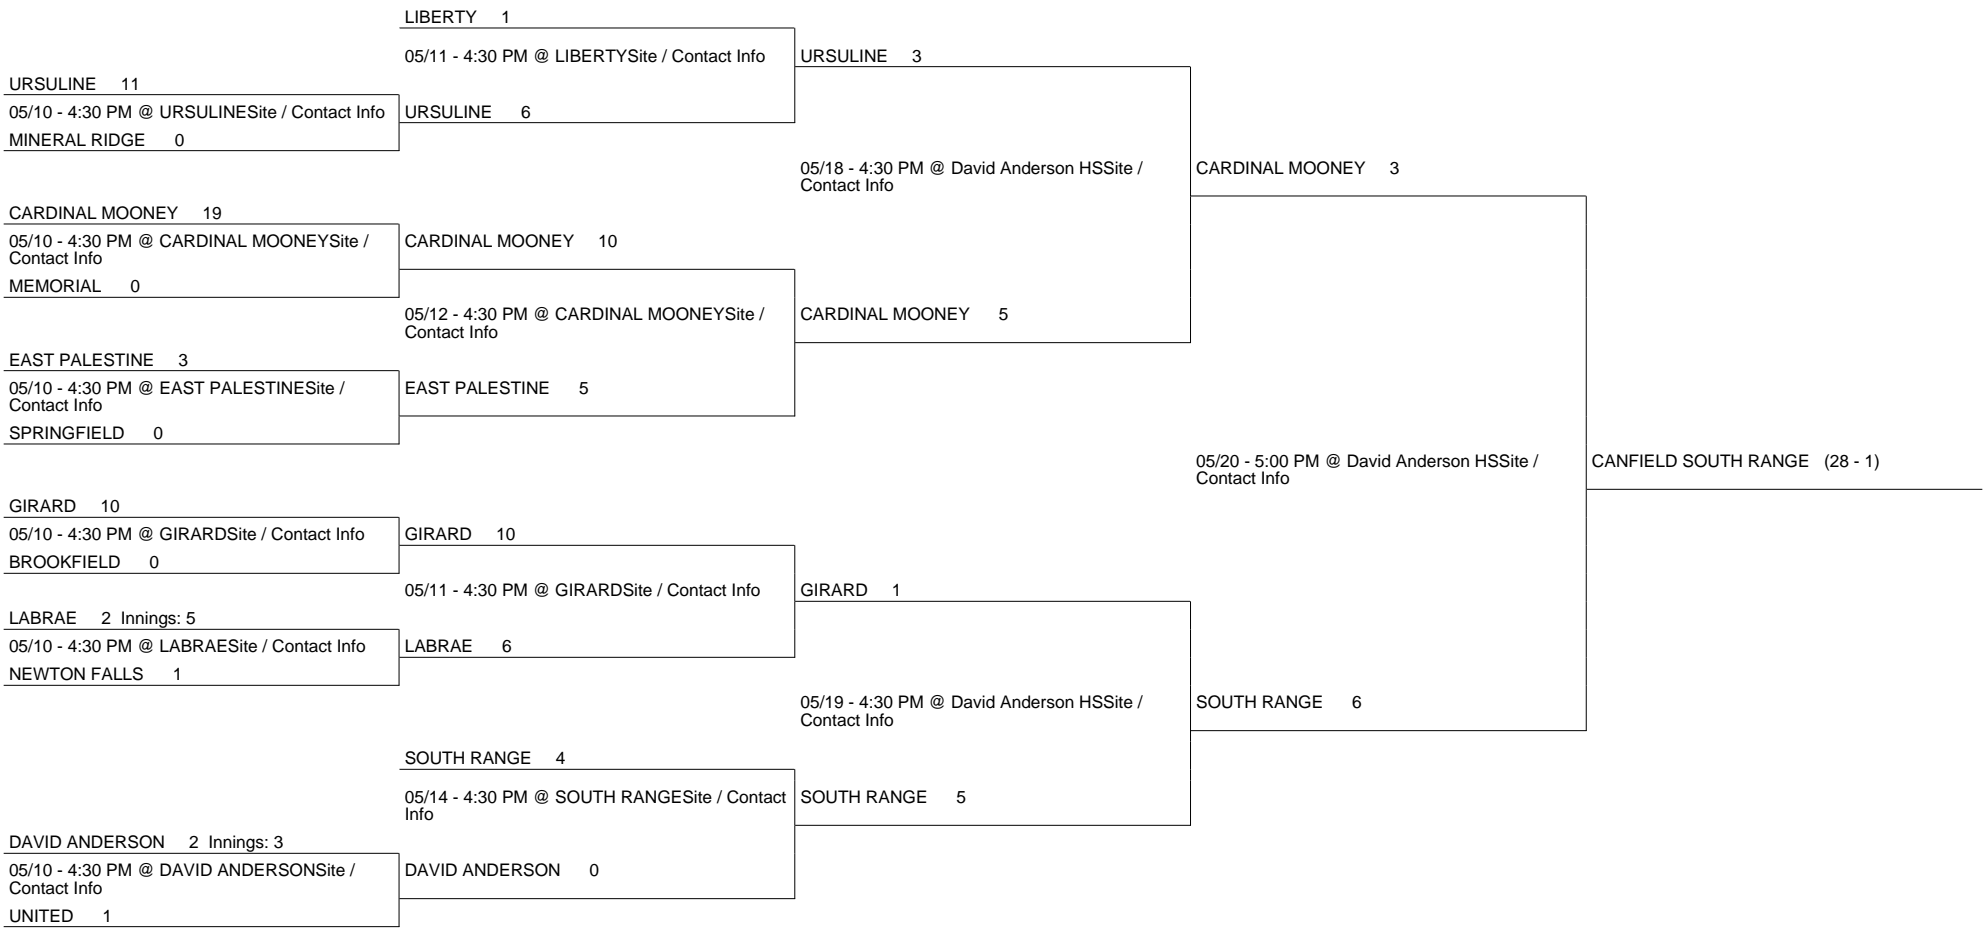 LIBERTY 1
05/11 - 4:30 PM @ LIBERTYSite / Contact Info
URSULINE 3
URSULINE 11
05/10 - 4:30 PM @ URSULINESite / Contact Info
URSULINE 6
MINERAL RIDGE 0
05/18 - 4:30 PM @ David Anderson HSSite /
Contact Info
CARDINAL MOONEY 3
CARDINAL MOONEY 19
05/10 - 4:30 PM @ CARDINAL MOONEYSite /
Contact Info
CARDINAL MOONEY 10
MEMORIAL 0
05/12 - 4:30 PM @ CARDINAL MOONEYSite /
Contact Info
CARDINAL MOONEY 5
EAST PALESTINE 3
05/10 - 4:30 PM @ EAST PALESTINESite /
Contact Info
EAST PALESTINE 5
SPRINGFIELD 0
05/20 - 5:00 PM @ David Anderson HSSite /
Contact Info
CANFIELD SOUTH RANGE (28 - 1)
GIRARD 10
05/10 - 4:30 PM @ GIRARDSite / Contact Info
GIRARD 10
BROOKFIELD 0
05/11 - 4:30 PM @ GIRARDSite / Contact Info
GIRARD 1
LABRAE 2 Innings: 5
05/10 - 4:30 PM @ LABRAESite / Contact Info
LABRAE 6
NEWTON FALLS 1
05/19 - 4:30 PM @ David Anderson HSSite /
Contact Info
SOUTH RANGE 6
SOUTH RANGE 4
05/14 - 4:30 PM @ SOUTH RANGESite / Contact
Info
SOUTH RANGE 5
DAVID ANDERSON 2 Innings: 3
05/10 - 4:30 PM @ DAVID ANDERSONSite /
Contact Info
DAVID ANDERSON 0
UNITED 1